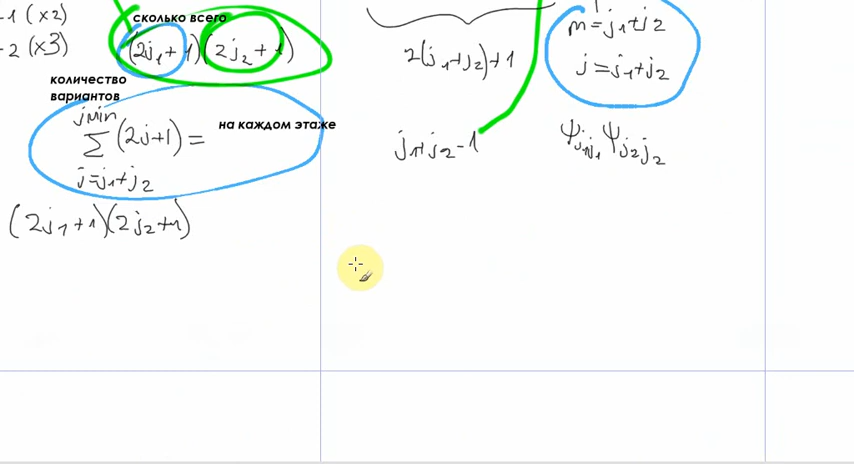 -1 (x2)
-2 (x3)
сколько всего
(2j₁+1)(2j₂+1)
количество
вариантов
jmin
∑ (2j+1) =
j=j₁+j₂
на каждом этаже
(2j₁+1)(2j₂+1)
2(j₁+j₂)+1
j₁+j₂-1
m=j₁+j₂
j=j₁+j₂
Ψj₁j₁ Ψj₂j₂